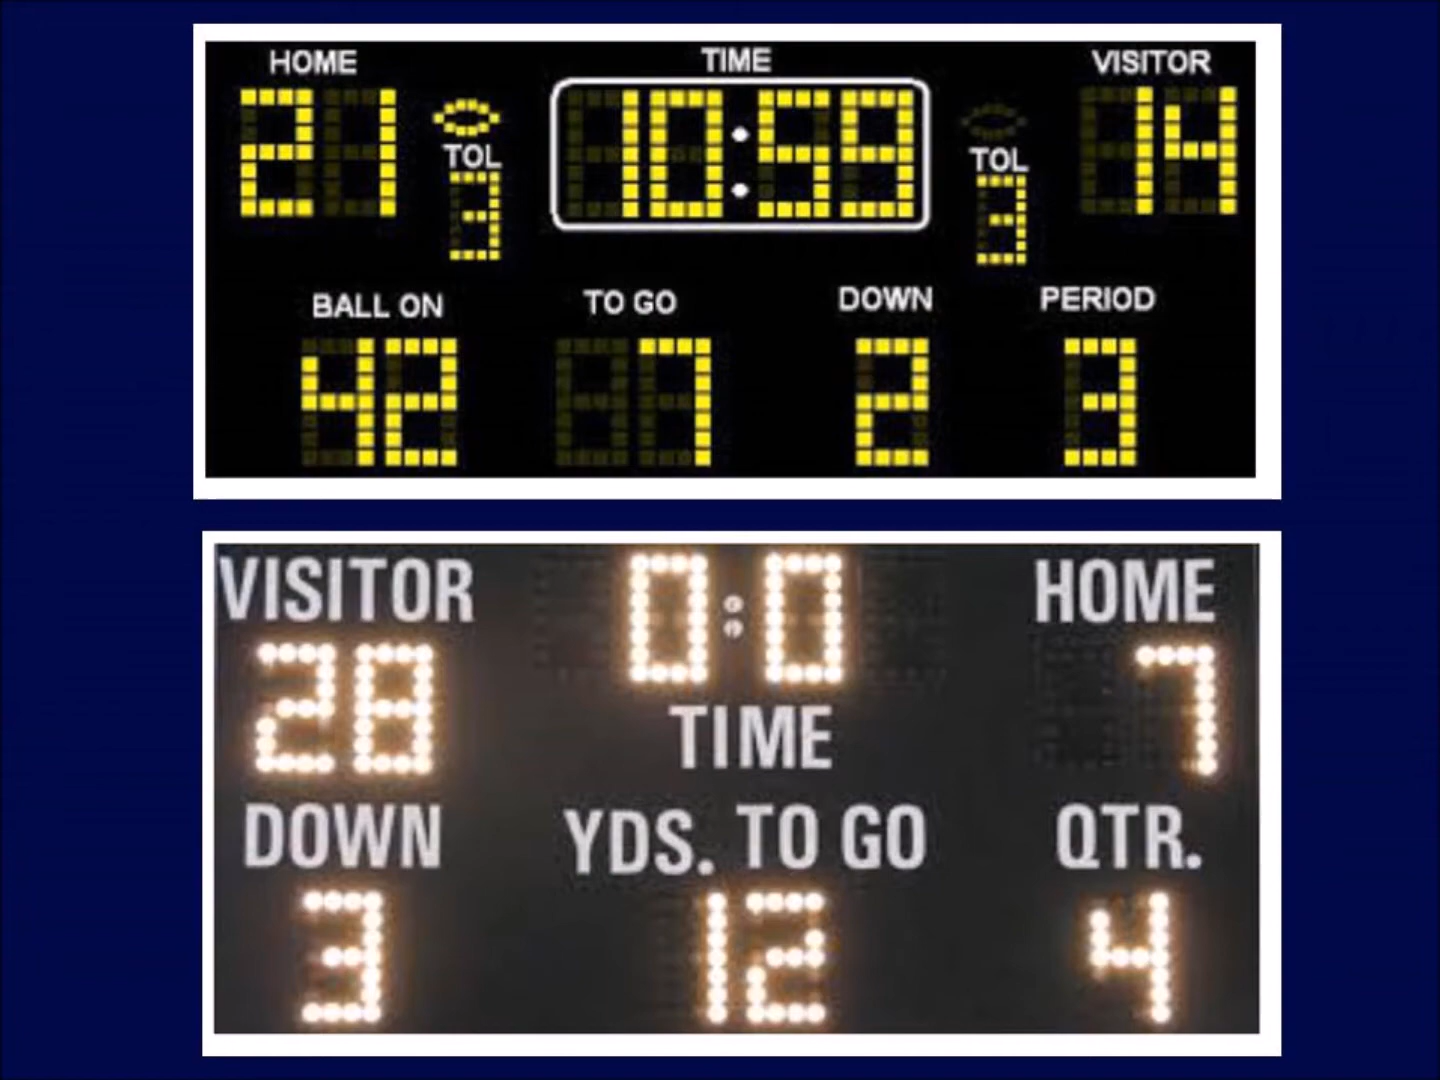 HOME TIME VISITOR
21 10:59 14
TOL TOL
3 3
BALL ON TO GO DOWN PERIOD
42 7 2 3
VISITOR 0:0 HOME
28 TIME 7
DOWN YDS. TO GO QTR.
3 12 4